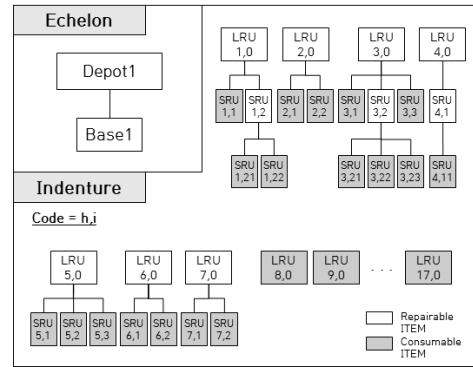 Echelon
Depot1
Base1
LRU
1,0
LRU
2,0
LRU
3,0
LRU
4,0
SRU
1,1
SRU
1,2
SRU
2,1
SRU
2,2
SRU
3,1
SRU
3,2
SRU
3,3
SRU
4,1
SRU
1,21
SRU
1,22
SRU
3,21
SRU
3,22
SRU
3,23
SRU
4,11
Indenture
Code = h,i
LRU
5,0
LRU
6,0
LRU
7,0
LRU
8,0
LRU
9,0
. . .
LRU
17,0
SRU
5,1
SRU
5,2
SRU
5,3
SRU
6,1
SRU
6,2
SRU
7,1
SRU
7,2
Repairable
ITEM
Consumable
ITEM